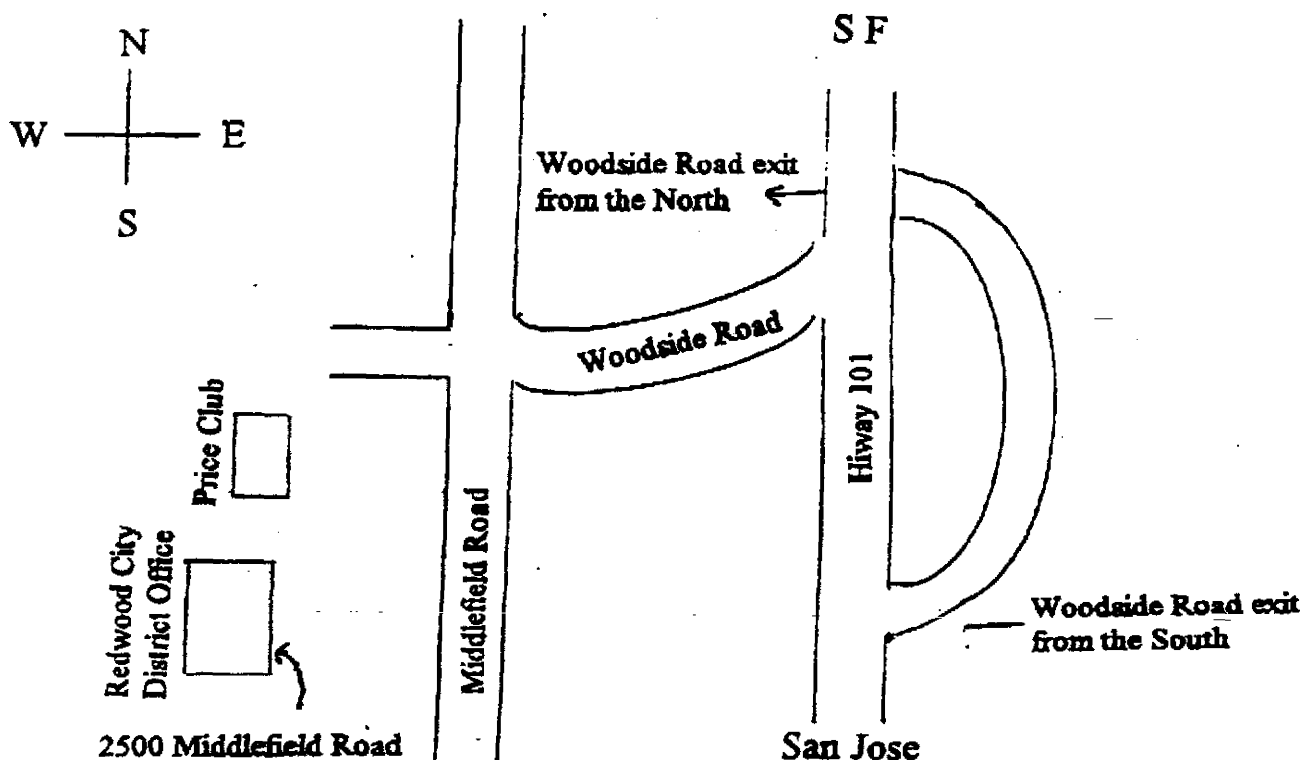 S F
N
W
E
S
Woodside Road exit
from the North
Woodside Road
Hiway 101
Price Club
Middlefield Road
Redwood City
District Office
Woodside Road exit
from the South
2500 Middlefield Road
San Jose